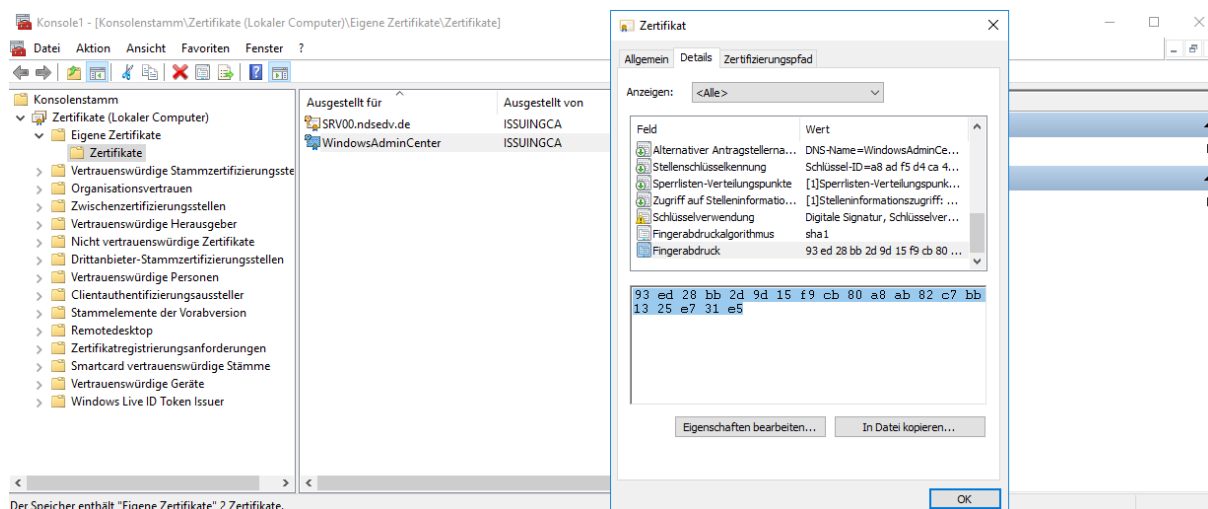 Konsole1 - [Konsolenstamm\Zertifikate (Lokaler Computer)\Eigene Zertifikate\Zertifikate]
Datei Aktion Ansicht Favoriten Fenster ?
Konsolenstamm
Zertifikate (Lokaler Computer)
Eigene Zertifikate
Zertifikate
Vertrauenswürdige Stammzertifizierungsste
Organisationsvertrauen
Zwischenzertifizierungsstellen
Vertrauenswürdige Herausgeber
Nicht vertrauenswürdige Zertifikate
Drittanbieter-Stammzertifizierungsstellen
Vertrauenswürdige Personen
Clientauthentifizierungsaussteller
Stammelemente der Vorabversion
Remotedesktop
Zertifikatregistrierungsanforderungen
Smartcard vertrauenswürdige Stämme
Vertrauenswürdige Geräte
Windows Live ID Token Issuer
Ausgestellt für Ausgestellt von
SRV00.ndsedv.de ISSUINGCA
WindowsAdminCenter ISSUINGCA
Der Speicher enthält "Eigene Zertifikate" 2 Zertifikate.
Zertifikat
Allgemein Details Zertifizierungspfad
Anzeigen: <Alle>
Feld Wert
Alternativer Antragstellerna... DNS-Name=WindowsAdminCe...
Stellenschlüsselkennung Schlüssel-ID=a8 ad f5 d4 ca 4...
Sperrlisten-Verteilungspunkte [1]Sperrlisten-Verteilungspunk...
Zugriff auf Stelleninformatio... [1]Stelleninformationszugriff: ...
Schlüsselverwendung Digitale Signatur, Schlüsselver...
Fingerabdruckalgorithmus sha1
Fingerabdruck 93 ed 28 bb 2d 9d 15 f9 cb 80 ...
93 ed 28 bb 2d 9d 15 f9 cb 80 a8 ab 82 c7 bb
13 25 e7 31 e5
Eigenschaften bearbeiten... In Datei kopieren...
OK